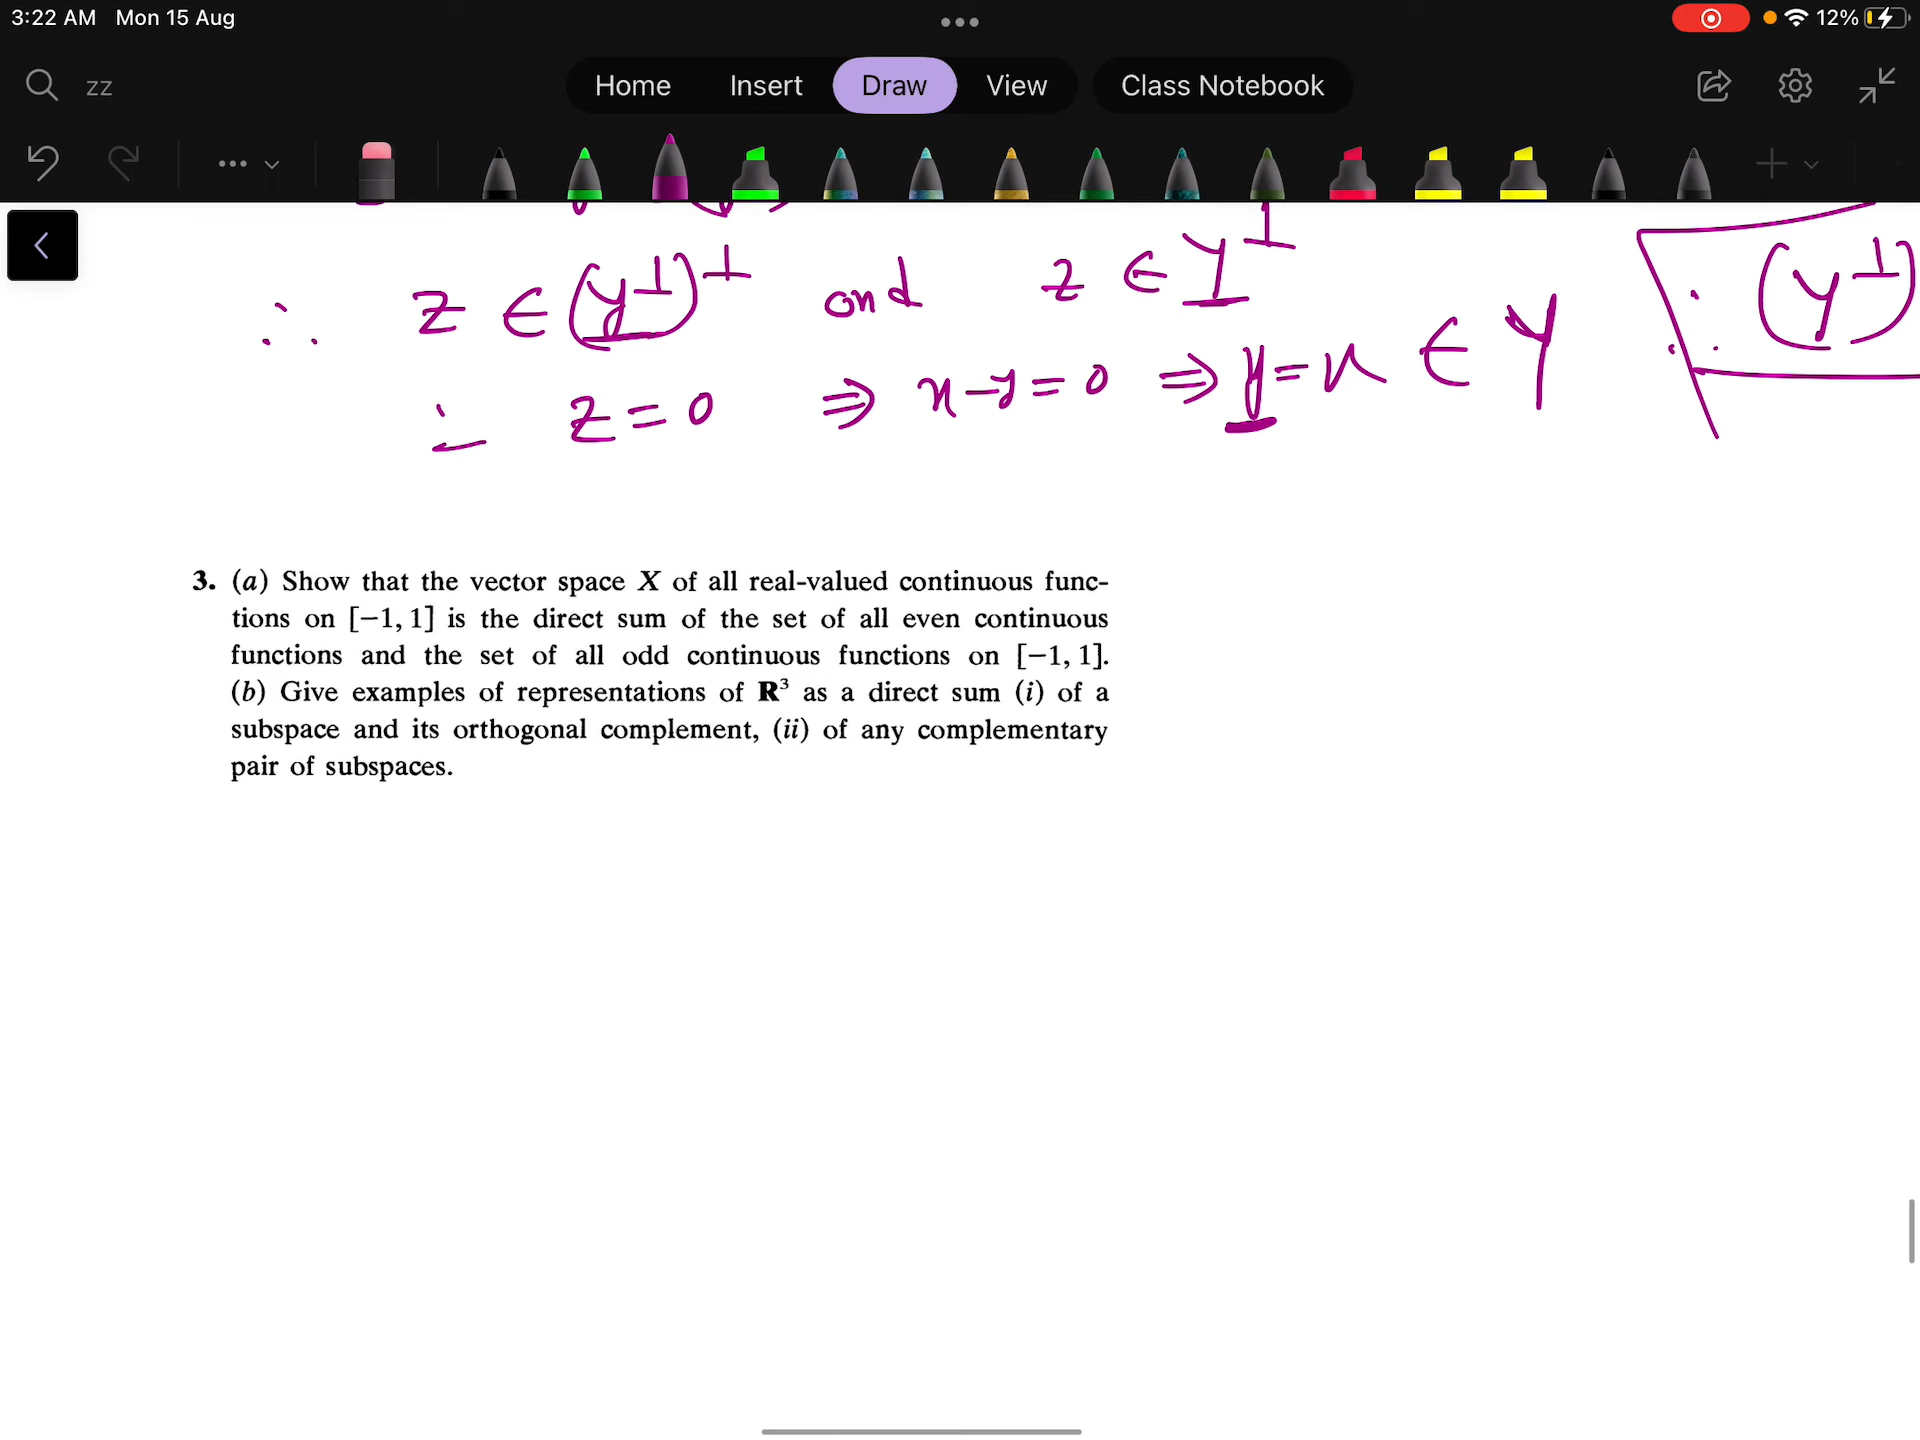 3:22 AM Mon 15 Aug
12%
zz
Home Insert Draw View Class Notebook
∴ z ∈ (y⊥)⊥ and z ∈ Y⊥
∴ (y⊥)
∴ z = 0 ⇒ x-y = 0 ⇒ y = x ∈ Y
3. (a) Show that the vector space X of all real-valued continuous func-
tions on [−1, 1] is the direct sum of the set of all even continuous
functions and the set of all odd continuous functions on [−1, 1].
(b) Give examples of representations of R³ as a direct sum (i) of a
subspace and its orthogonal complement, (ii) of any complementary
pair of subspaces.